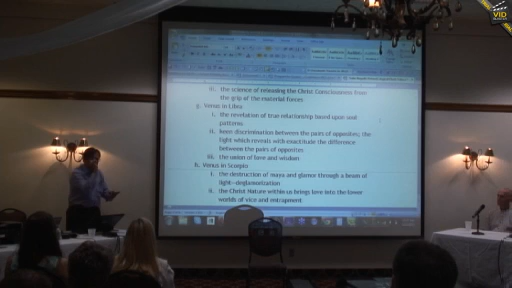 VID
iii. the science of releasing the Christ Consciousness from
the grip of the material forces
g. Venus in Libra
i. the revelation of true relationship based upon soul
patterns
ii. keen discrimination between the pairs of opposites; the
light which reveals with exactitude the difference
between the pairs of opposites
iii. the union of love and wisdom
h. Venus in Scorpio
i. the destruction of maya and glamor through a beam of
light—deglamorization
ii. the Christ Nature within us brings love into the lower
worlds of vice and entrapment